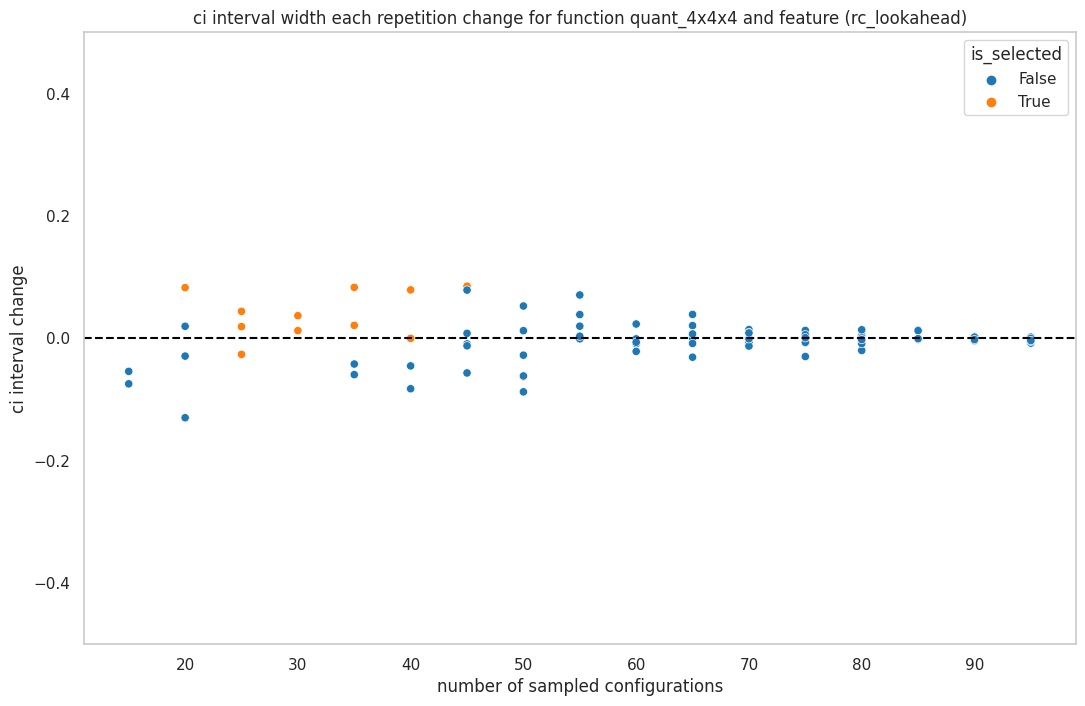 ci interval width each repetition change for function quant_4x4x4 and feature (rc_lookahead)
is_selected
False
True
ci interval change
0.4
0.2
0.0
−0.2
−0.4
20 30 40 50 60 70 80 90
number of sampled configurations